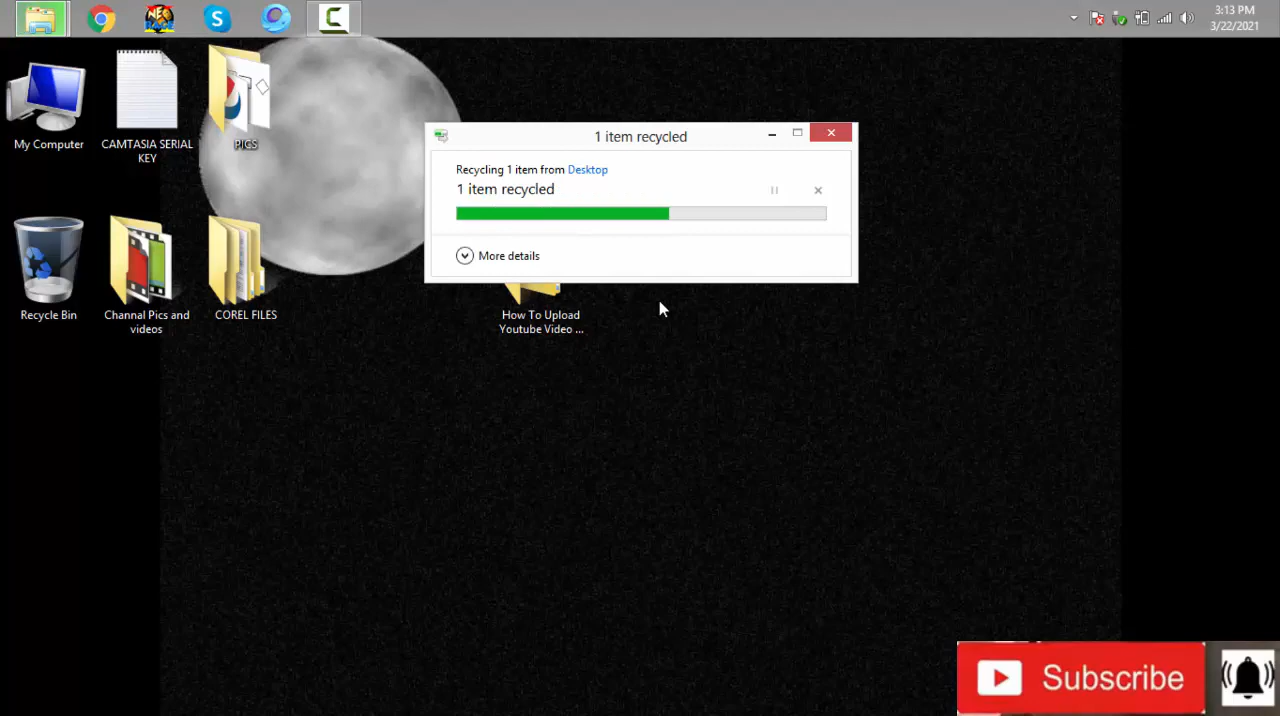 3:13 PM
3/22/2021
My Computer
CAMTASIA SERIAL
KEY
PICS
1 item recycled
Recycling 1 item from Desktop
1 item recycled
More details
Recycle Bin
Channal Pics and
videos
COREL FILES
How To Upload
Youtube Video ...
Subscribe